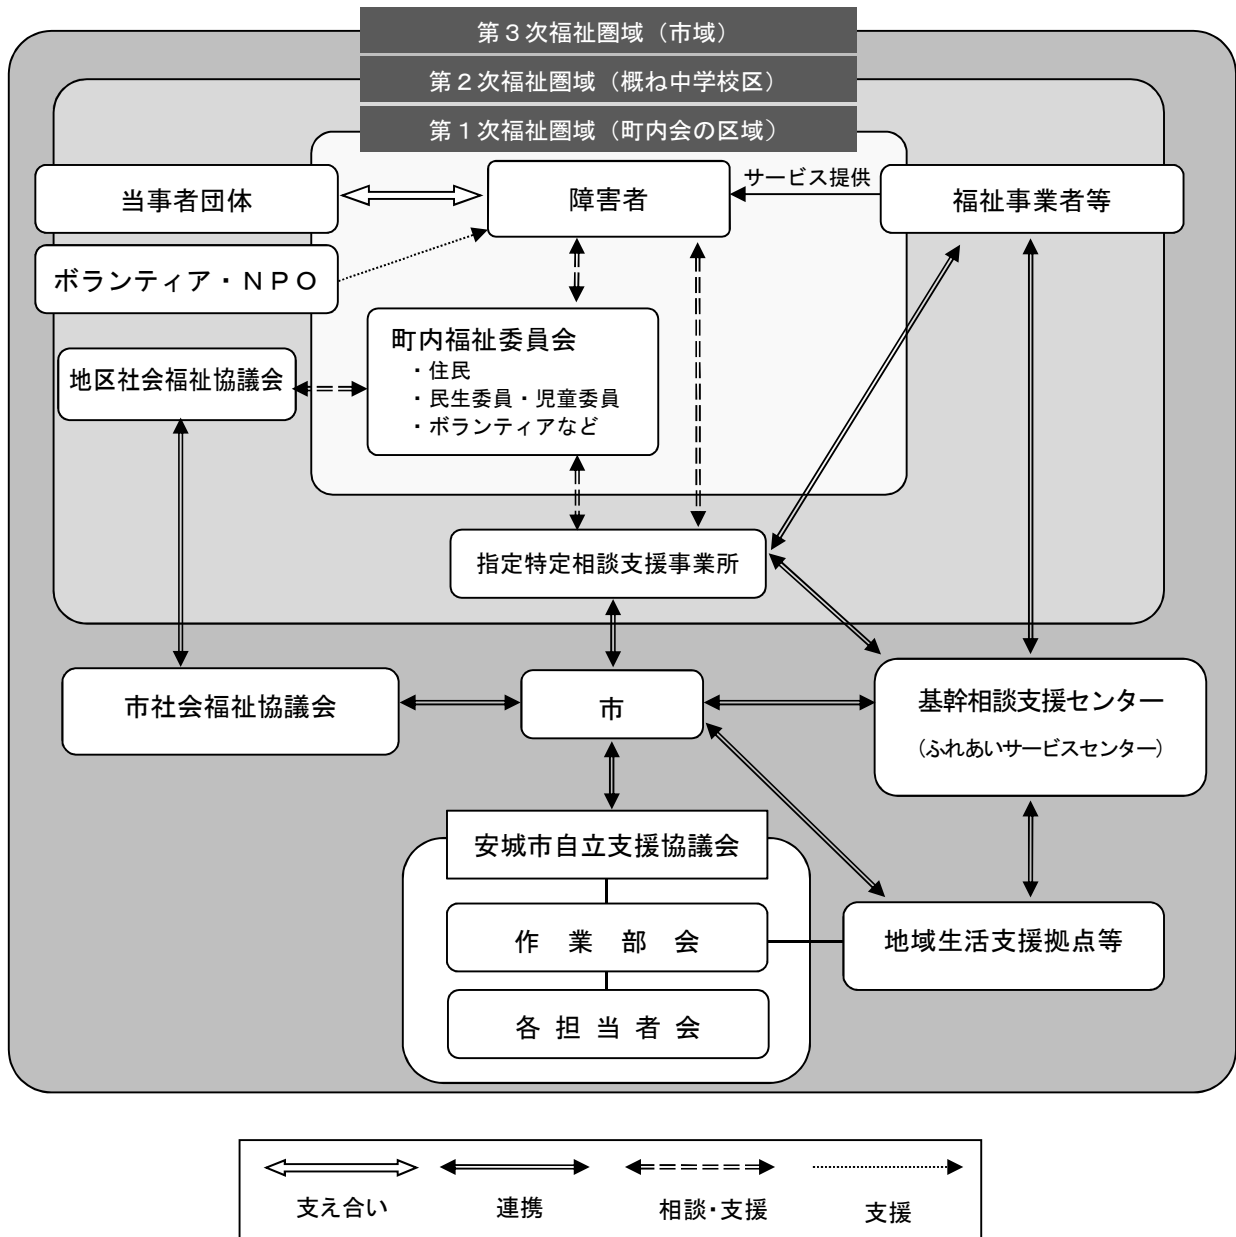 第３次福祉圏域（市域）
第２次福祉圏域（概ね中学校区）
第１次福祉圏域（町内会の区域）
当事者団体
障害者
サービス提供
福祉事業者等
ボランティア・ＮＰＯ
町内福祉委員会
・住民
・民生委員・児童委員
・ボランティアなど
地区社会福祉協議会
指定特定相談支援事業所
市社会福祉協議会
市
基幹相談支援センター
（ふれあいサービスセンター）
安城市自立支援協議会
作業部会
地域生活支援拠点等
各担当者会
支え合い
連携
相談・支援
支援